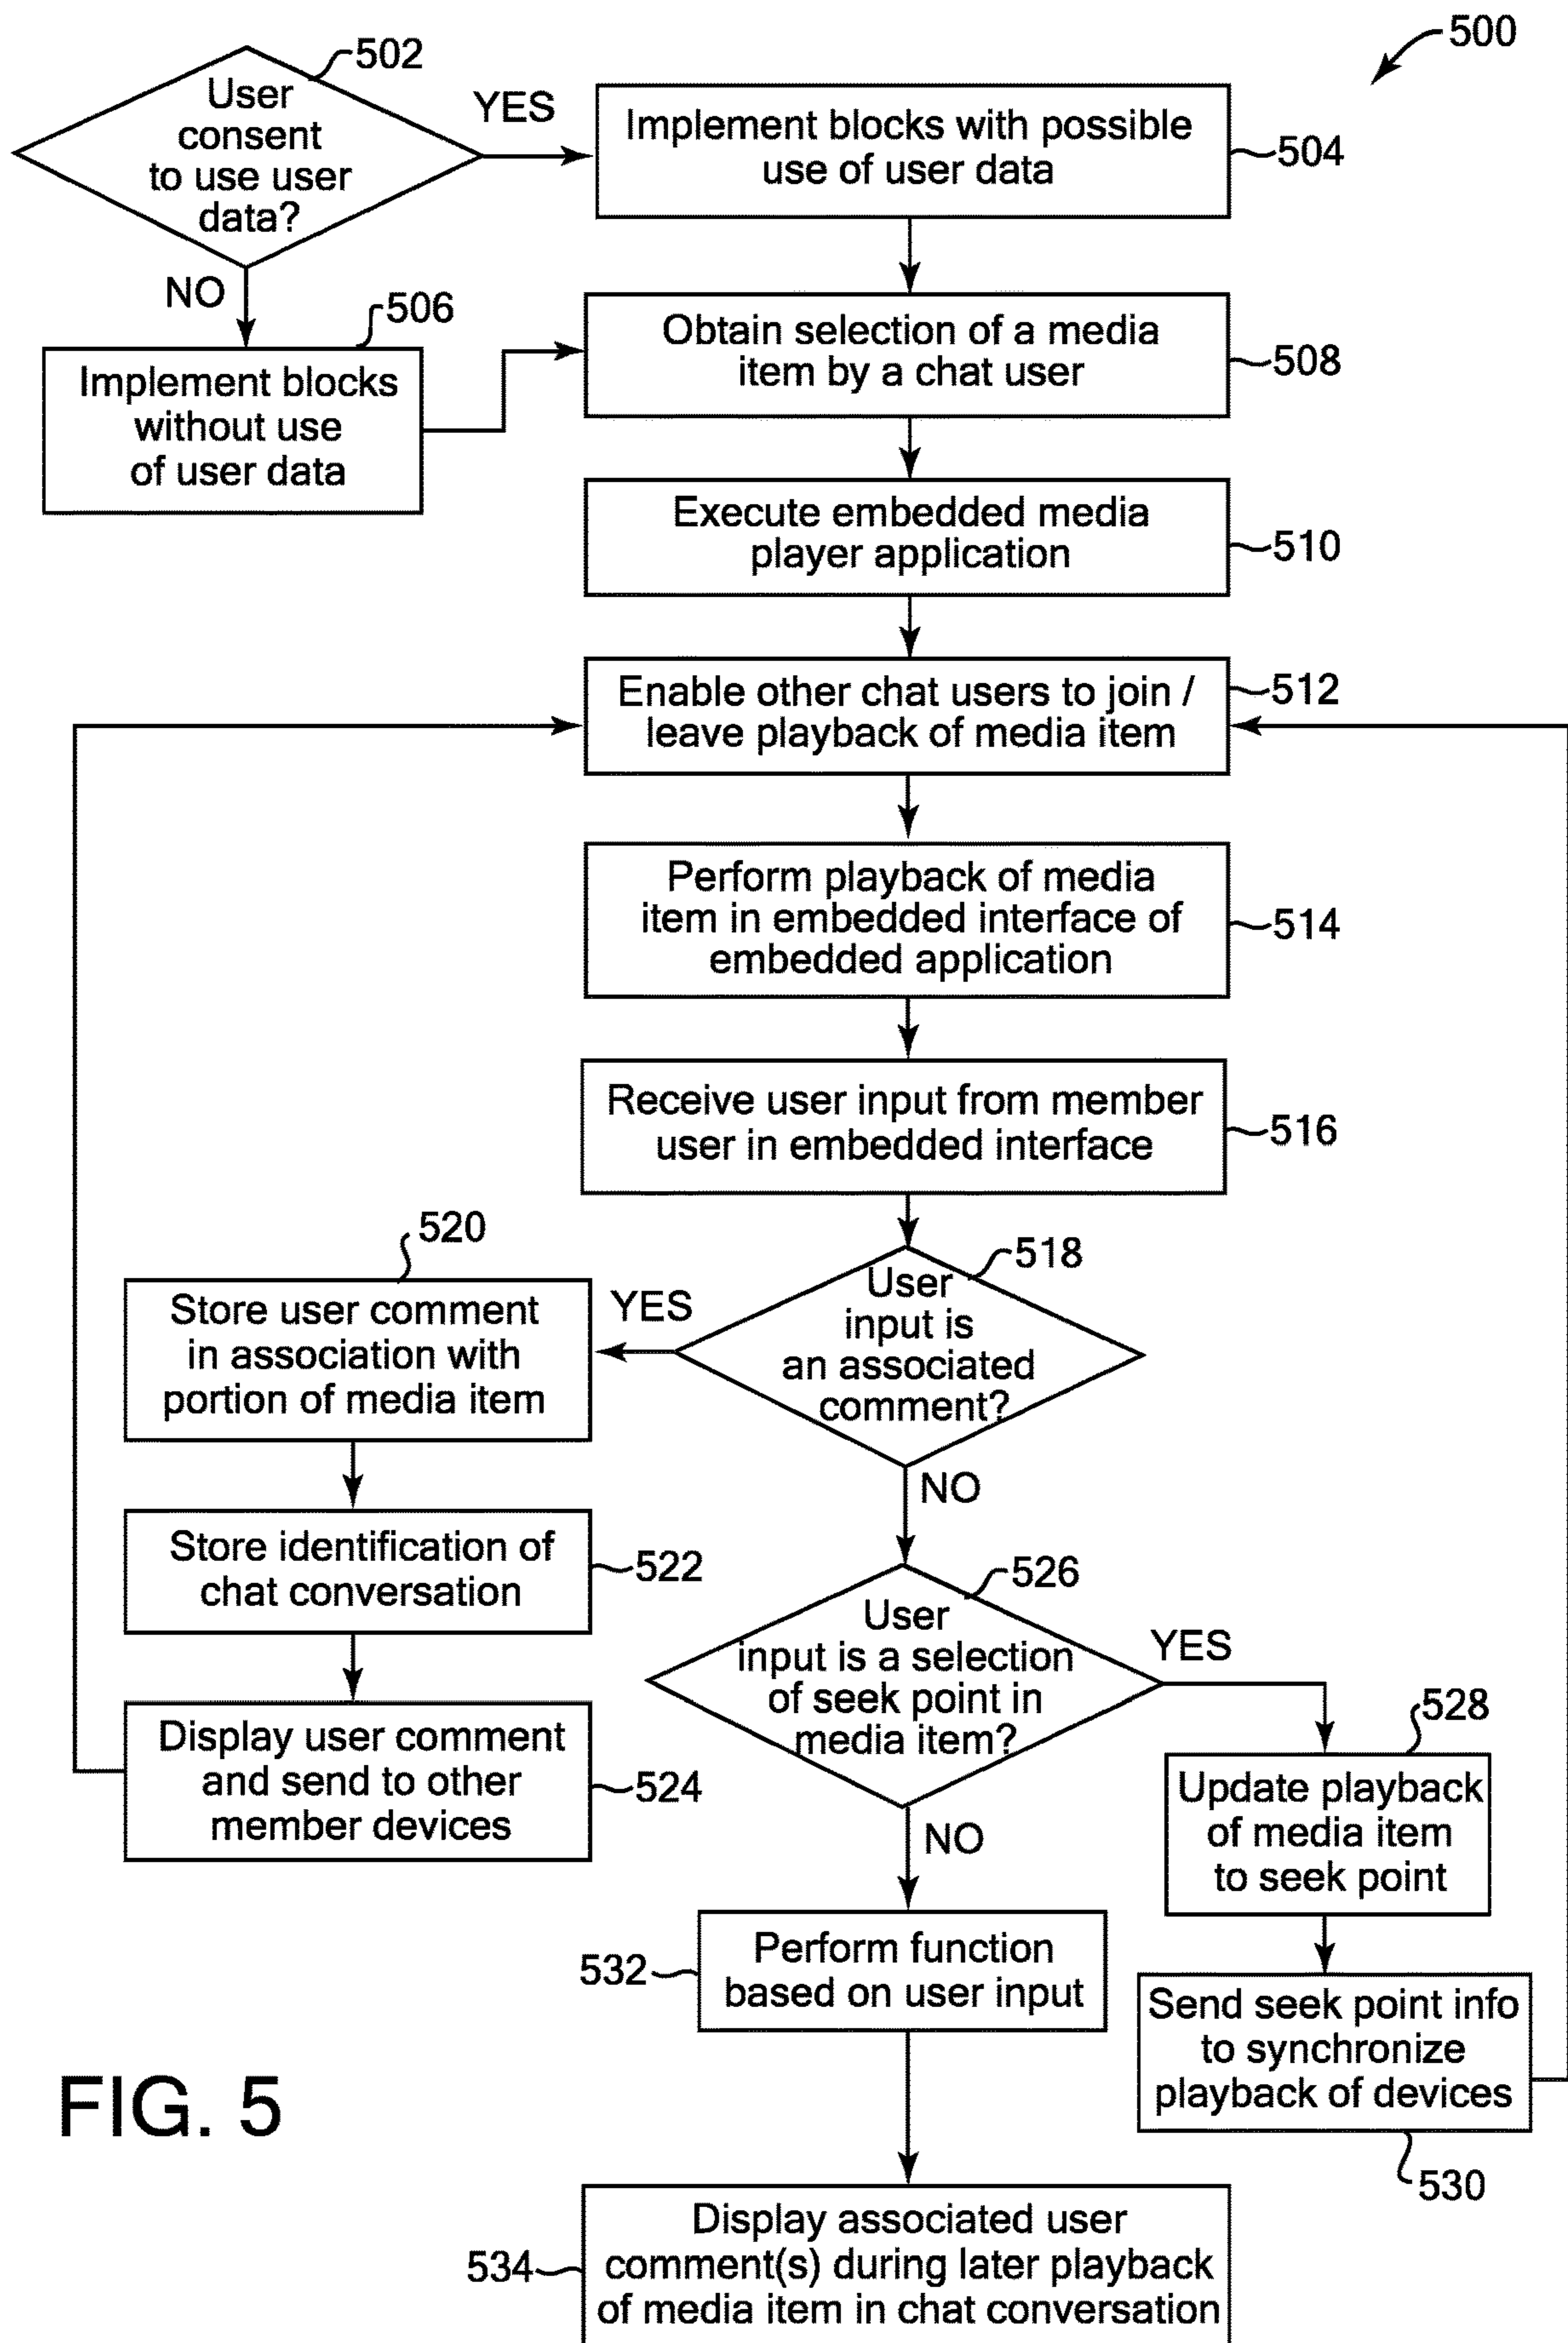 500
502
User
consent
to use user
data?
YES
Implement blocks with possible
use of user data
504
NO
506
Implement blocks
without use
of user data
Obtain selection of a media
item by a chat user
508
Execute embedded media
player application
510
Enable other chat users to join /
leave playback of media item
512
Perform playback of media
item in embedded interface of
embedded application
514
Receive user input from member
user in embedded interface
516
518
User
input is
an associated
comment?
YES
520
Store user comment
in association with
portion of media item
Store identification of
chat conversation
522
Display user comment
and send to other
member devices
524
NO
526
User
input is a selection
of seek point in
media item?
YES
528
Update playback
of media item
to seek point
Send seek point info
to synchronize
playback of devices
530
NO
532
Perform function
based on user input
534
Display associated user
comment(s) during later playback
of media item in chat conversation
FIG. 5